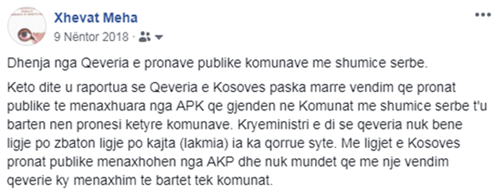 Xhevat Meha
9 Nëntor 2018 ·
Dhenja nga Qeveria e pronave publike komunave me shumice serbe.
Keto dite u raportua se Qeveria e Kosoves paska marre vendim qe pronat
publike te menaxhuara nga APK qe gjenden ne Komunat me shumice serbe t'u
barten nen pronesi ketyre komunave. Kryeministri e di se qeveria nuk bene
ligje po zbaton ligje po kajta (lakmia) ia ka qorrue syte. Me ligjet e Kosoves
pronat publike menaxhohen nga AKP dhe nuk mundet qe me nje vendim
qeverie ky menaxhim te bartet tek komunat.